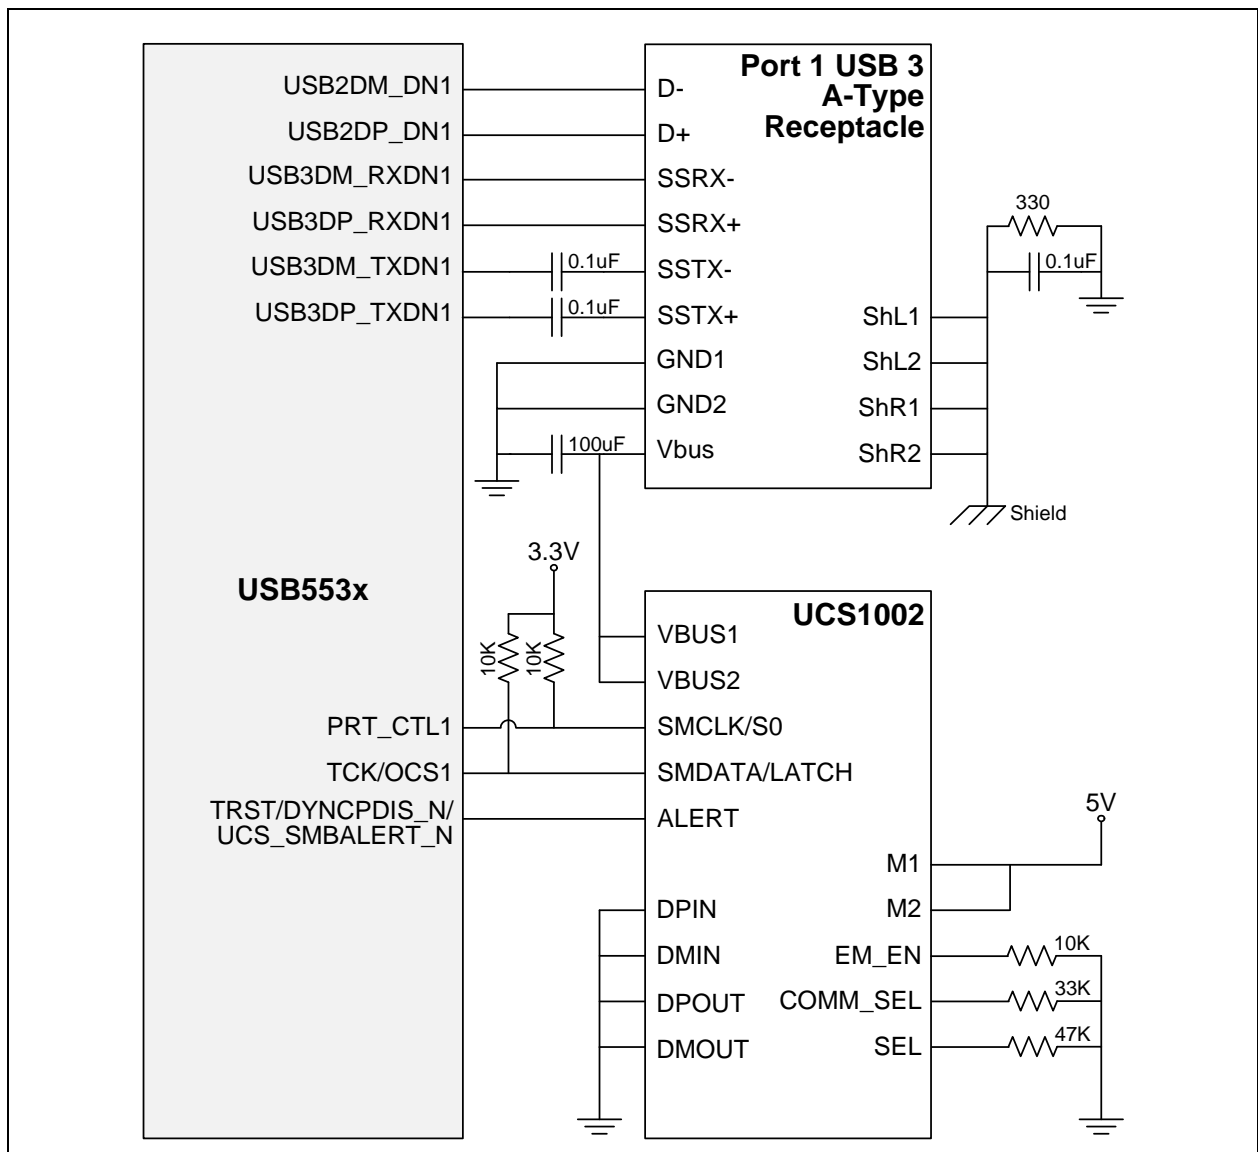 USB553x
USB2DM_DN1
USB2DP_DN1
USB3DM_RXDN1
USB3DP_RXDN1
USB3DM_TXDN1
USB3DP_TXDN1
PRT_CTL1
TCK/OCS1
TRST/DYNCPDIS_N/
UCS_SMBALERT_N
0.1uF
0.1uF
100uF
3.3V
10K
10K
Port 1 USB 3
A-Type
Receptacle
D-
D+
SSRX-
SSRX+
SSTX-
SSTX+
GND1
GND2
Vbus
ShL1
ShL2
ShR1
ShR2
330
0.1uF
Shield
UCS1002
VBUS1
VBUS2
SMCLK/S0
SMDATA/LATCH
ALERT
DPIN
DMIN
DPOUT
DMOUT
M1
M2
EM_EN
COMM_SEL
SEL
5V
10K
33K
47K